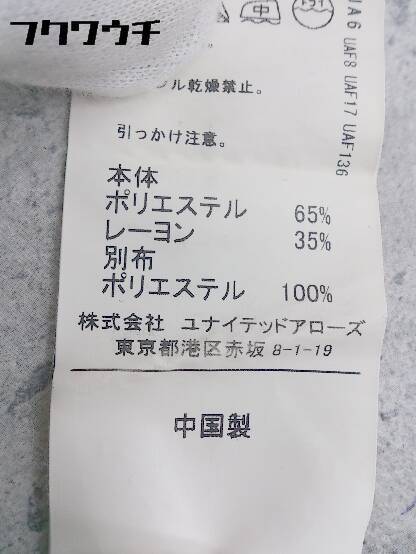 フクワウチ
UAF8 UAF17 UAF136
乾燥禁止。
引っかけ注意。
本体
ポリエステル 65%
レーヨン 35%
別布
ポリエステル 100%
株式会社 ユナイテッドアローズ
東京都港区赤坂 8-1-19
中国製